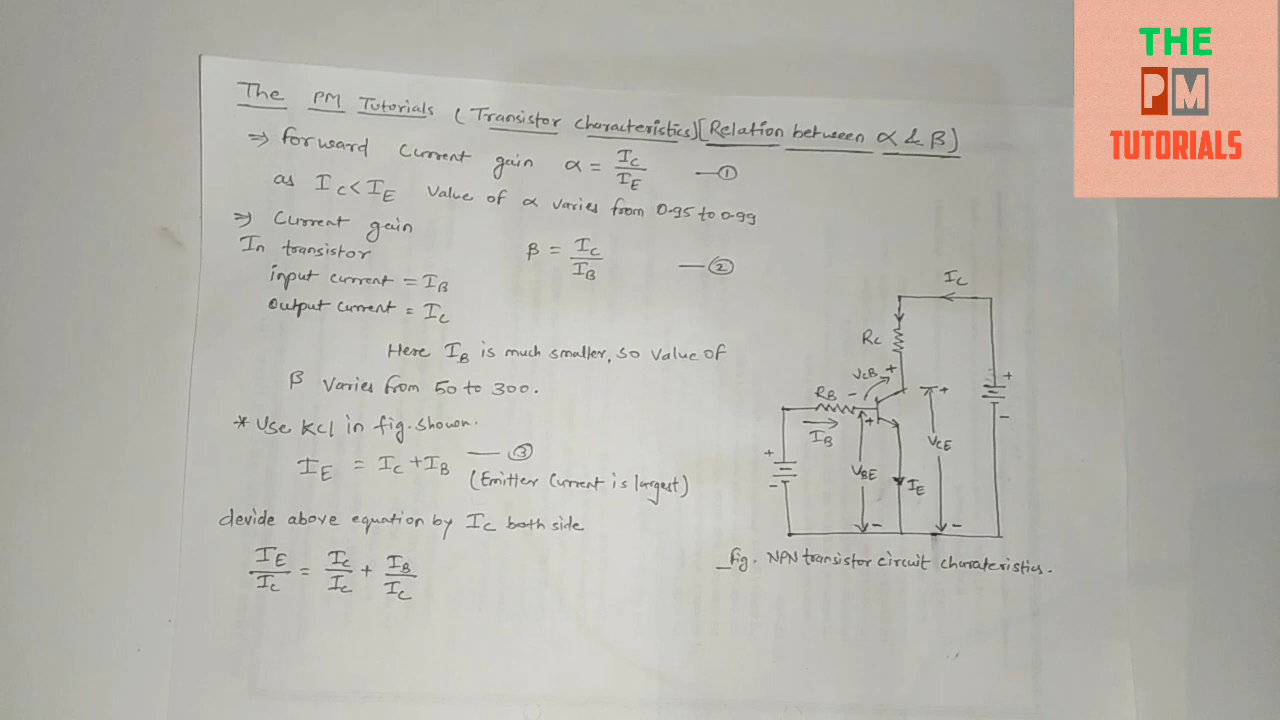 The PM Tutorials (Transistor characteristics)[Relation between α & β)
⇒ forward current gain α = I_C/I_E —①
as I_C < I_E Value of α varies from 0.95 to 0.99
⇒ Current gain
In transistor
β = I_C/I_B —②
input current = I_B
output current = I_C
Here I_B is much smaller, so value of
β varies from 50 to 300.
* Use KCl in fig. shown.
I_E = I_C + I_B —③
(Emitter Current is largest)
devide above equation by I_C both side
I_E/I_C = I_C/I_C + I_B/I_C
I_C
R_C
V_CB +
R_B -
+
I_B
+
-
V_BE
-
I_E
+
V_CE
-
+
-
fig. NPN transistor circuit charateristics.
THE
PM
TUTORIALS